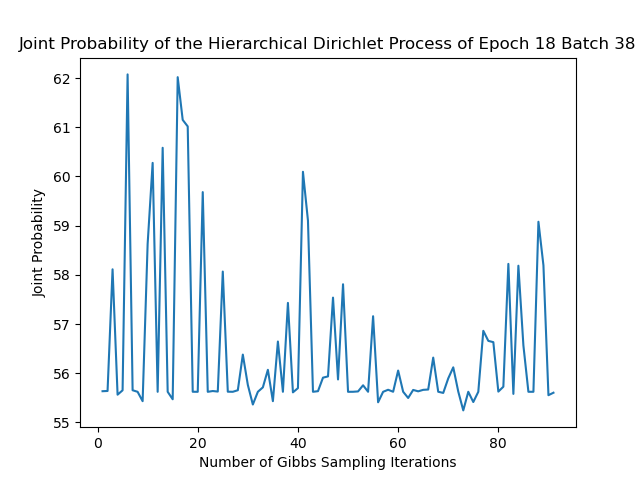 Joint Probability of the Hierarchical Dirichlet Process of Epoch 18 Batch 38
62
61
60
59
58
57
56
55
Joint Probability
0 20 40 60 80
Number of Gibbs Sampling Iterations